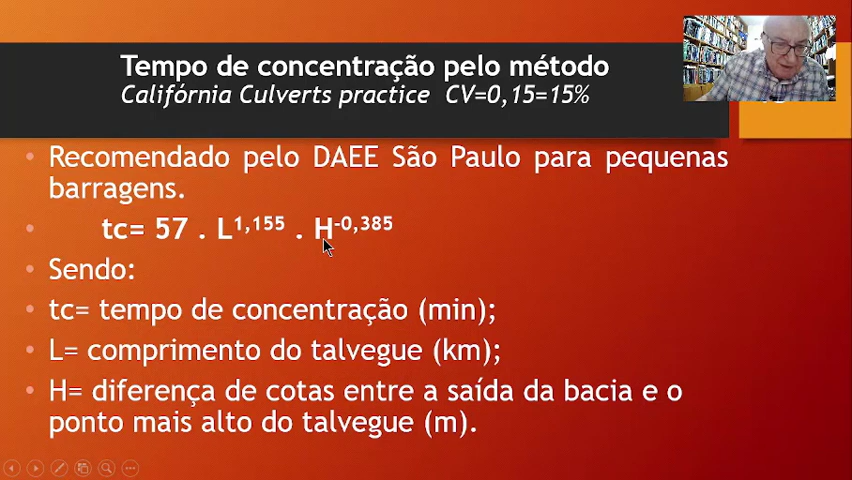 Tempo de concentração pelo método
Califórnia Culverts practice CV=0,15=15%
• Recomendado pelo DAEE São Paulo para pequenas
barragens.
• tc= 57 . L^1,155 . H^-0,385
• Sendo:
• tc= tempo de concentração (min);
• L= comprimento do talvegue (km);
• H= diferença de cotas entre a saída da bacia e o
ponto mais alto do talvegue (m).